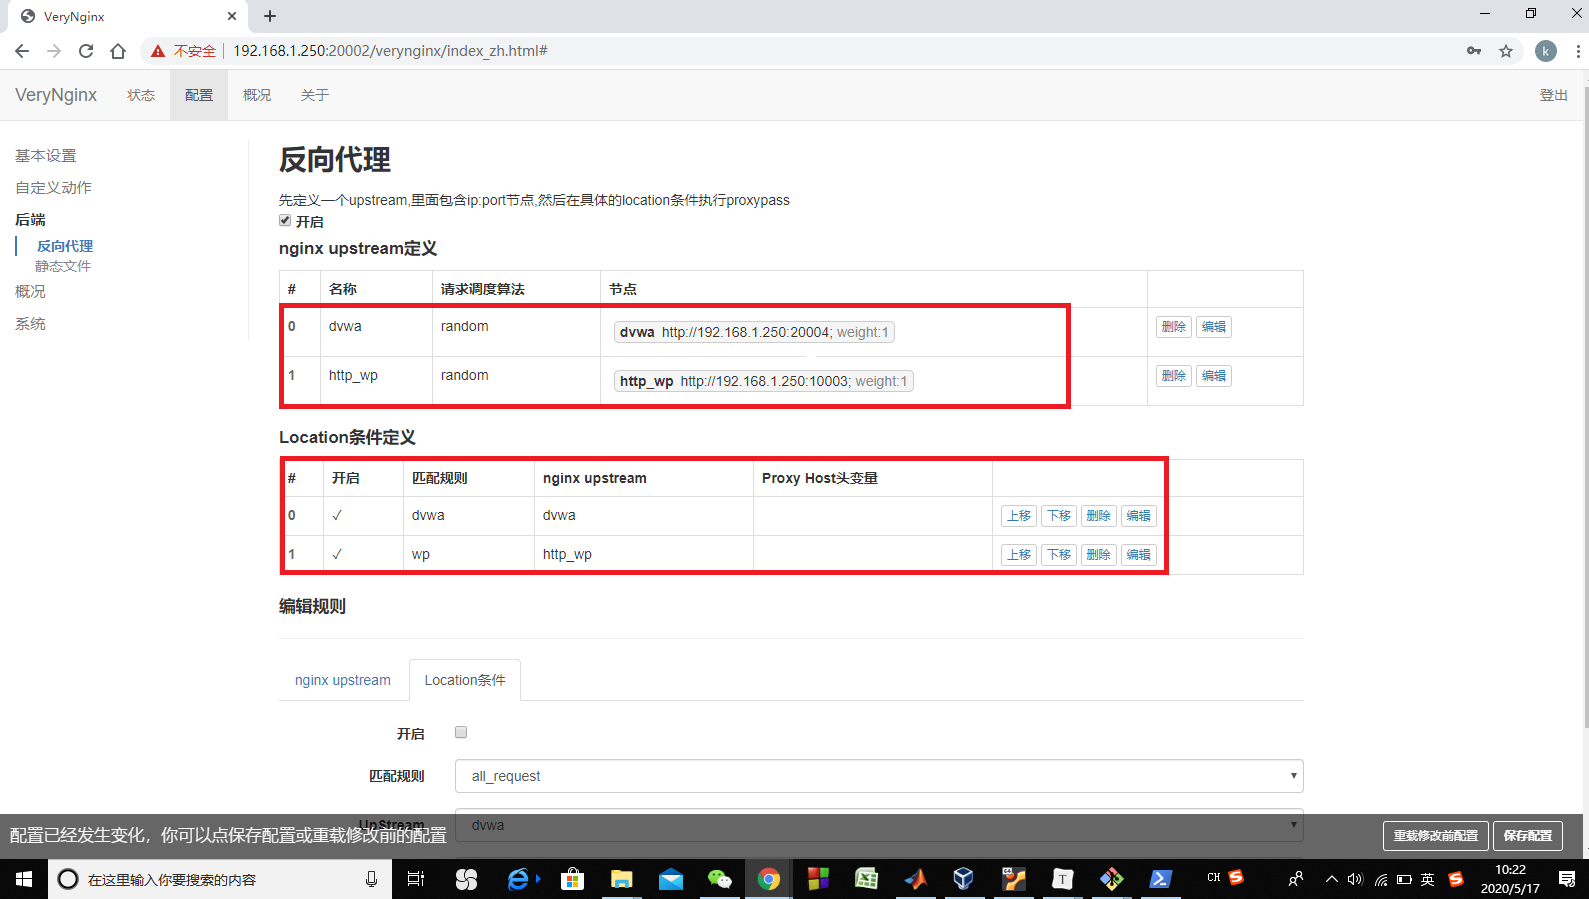 VeryNginx
不安全 192.168.1.250:20002/verynginx/index_zh.html#
k
VeryNginx 状态 配置 概况 关于 登出
基本设置
自定义动作
后端
反向代理
静态文件
概况
系统
反向代理
先定义一个upstream,里面包含ip:port节点,然后在具体的location条件执行proxypass
开启
nginx upstream定义
# 名称 请求调度算法 节点
0 dvwa random dvwa http://192.168.1.250:20004; weight:1 删除 编辑
1 http_wp random http_wp http://192.168.1.250:10003; weight:1 删除 编辑
Location条件定义
# 开启 匹配规则 nginx upstream Proxy Host头变量
0 ✓ dvwa dvwa 上移 下移 删除 编辑
1 ✓ wp http_wp 上移 下移 删除 编辑
编辑规则
nginx upstream Location条件
开启
匹配规则 all_request
UpStream dvwa
配置已经发生变化，你可以点保存配置或重载修改前的配置 重载修改前配置 保存配置
在这里输入你要搜索的内容
CH 英 10:22
2020/5/17